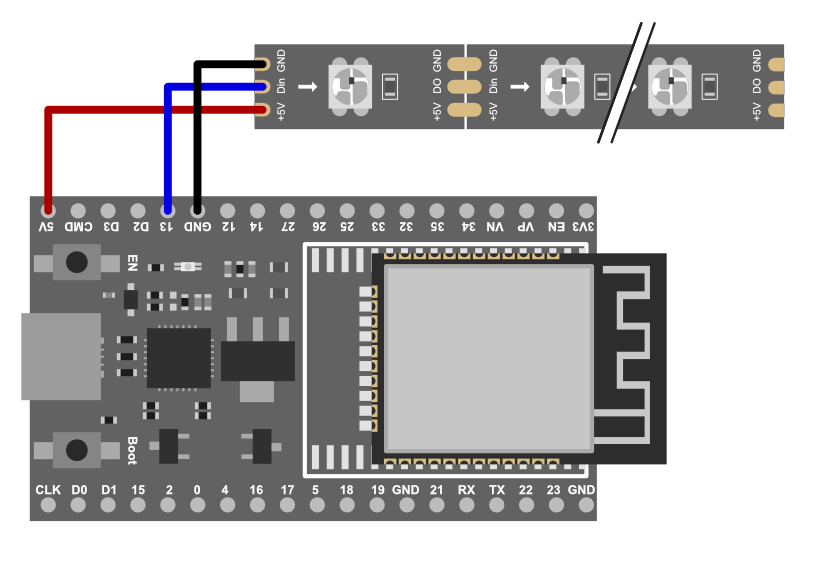 GND GND GND GND
Din DO Din DO
+5V +5V +5V +5V
5V CMD D3 D2 13 GND 12 14 27 26 25 33 32 35 34 VN VP EN 3V3
EN
Boot
CLK D0 D1 15 2 0 4 16 17 5 18 19 GND 21 RX TX 22 23 GND